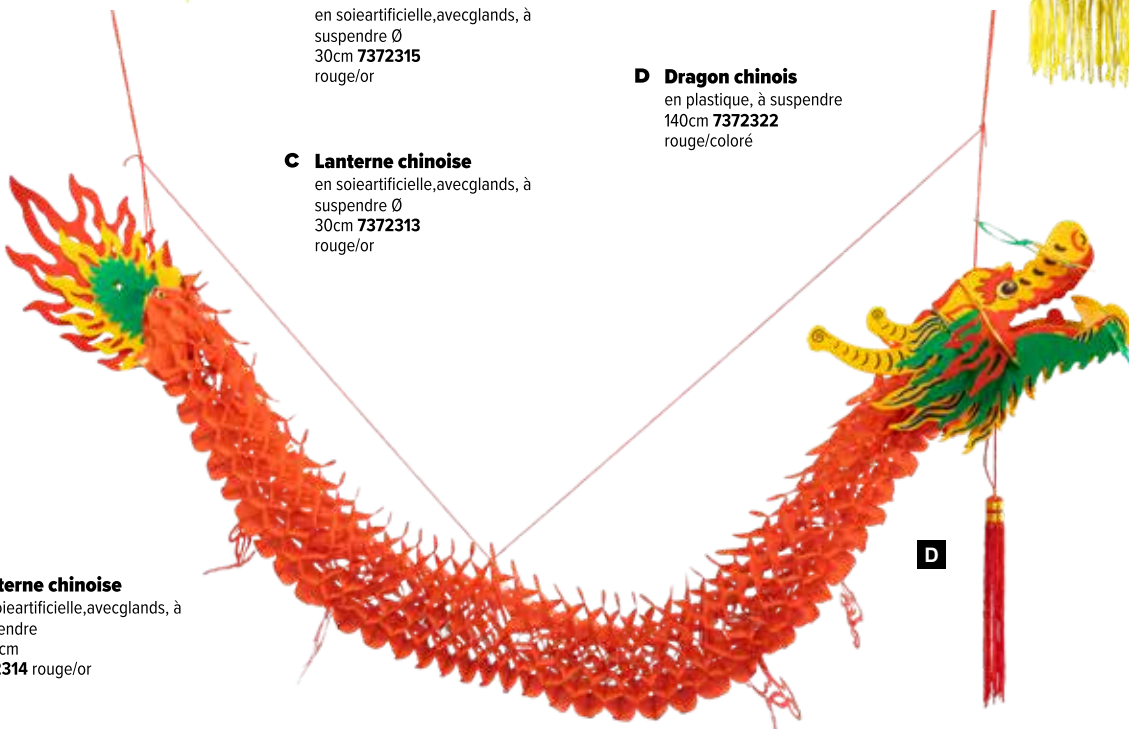 en soieartificielle,avecglands, à
suspendre Ø
30cm 7372315
rouge/or
D Dragon chinois
en plastique, à suspendre
140cm 7372322
rouge/coloré
C Lanterne chinoise
en soieartificielle,avecglands, à
suspendre Ø
30cm 7372313
rouge/or
D
terne chinoise
oieartificielle,avecglands, à
endre
cm
2314 rouge/or